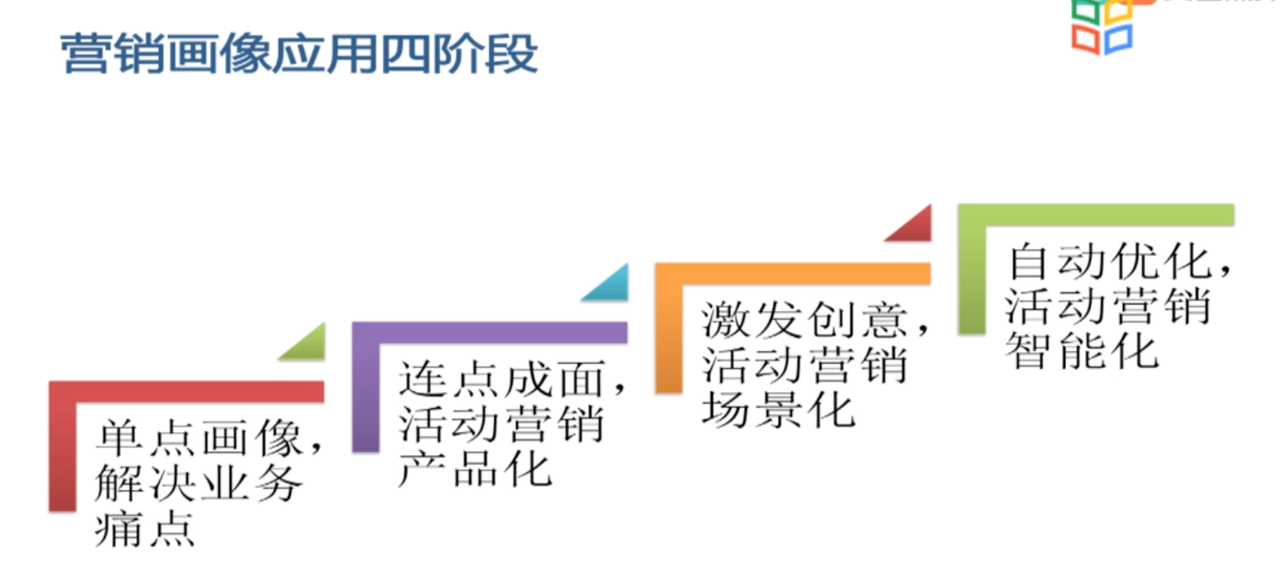 营销画像应用四阶段
单点画像，
解决业务
痛点
连点成面，
活动营销
产品化
激发创意，
活动营销
场景化
自动优化，
活动营销
智能化